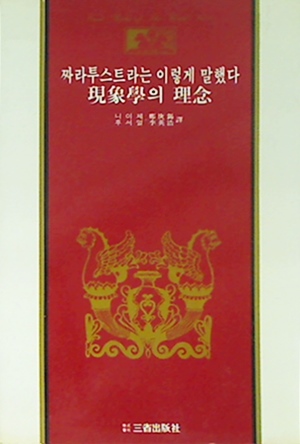 짜라투스트라는 이렇게 말했다
現象學의 理念
니이체
후서얼
譯
三省出版社